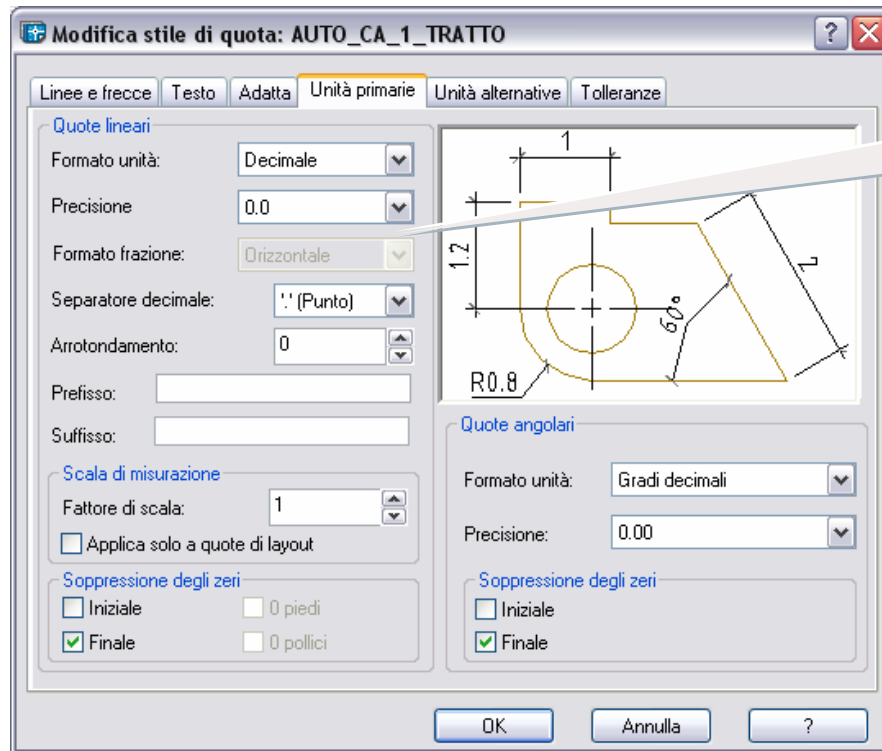 Modifica stile di quota: AUTO_CA_1_TRATTO
?
Linee e frecce Testo Adatta Unità primarie Unità alternative Tolleranze
Quote lineari
Formato unità: Decimale
Precisione 0.0
Formato frazione: Orizzontale
Separatore decimale: '.' (Punto)
Arrotondamento: 0
Prefisso:
Suffisso:
Scala di misurazione
Fattore di scala: 1
Applica solo a quote di layout
Soppressione degli zeri
Iniziale 0 piedi
Finale 0 pollici
1
1.2
2
60°
R0.8
Quote angolari
Formato unità: Gradi decimali
Precisione: 0.00
Soppressione degli zeri
Iniziale
Finale
OK Annulla ?